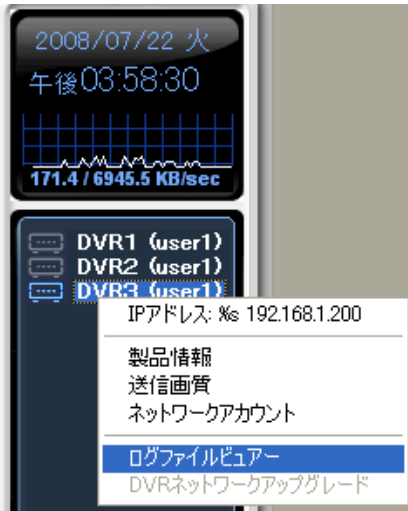 2008/07/22 火
午後03:58:30
171.4 / 6945.5 KB/sec
DVR1 (user1)
DVR2 (user1)
DVR3 (user1)
IPアドレス: %s 192.168.1.200
製品情報
送信画質
ネットワークアカウント
ログファイルビュアー
DVRネットワークアップグレード